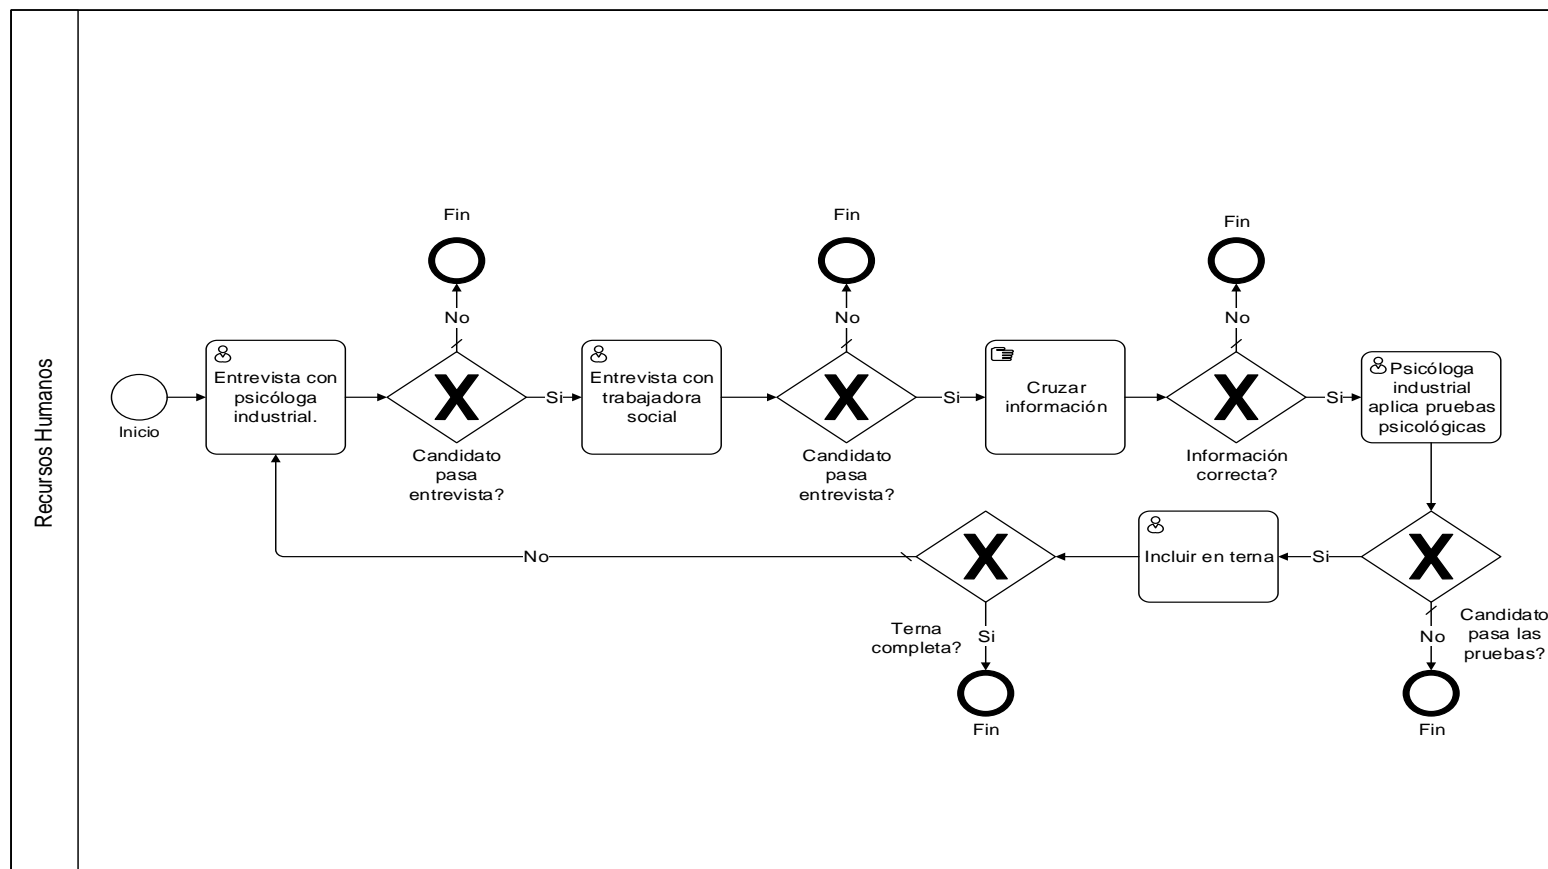 Recursos Humanos
Fin
Fin
Fin
No
No
No
Inicio
Entrevista con
psicóloga
industrial.
Candidato
pasa
entrevista?
Si
Entrevista con
trabajadora
social
Candidato
pasa
entrevista?
Si
Cruzar
información
Información
correcta?
Si
Psicóloga
industrial
aplica pruebas
psicológicas
Candidato
pasa las
pruebas?
No
Fin
Si
Incluir en terna
Terna
completa?
Si
Fin
No